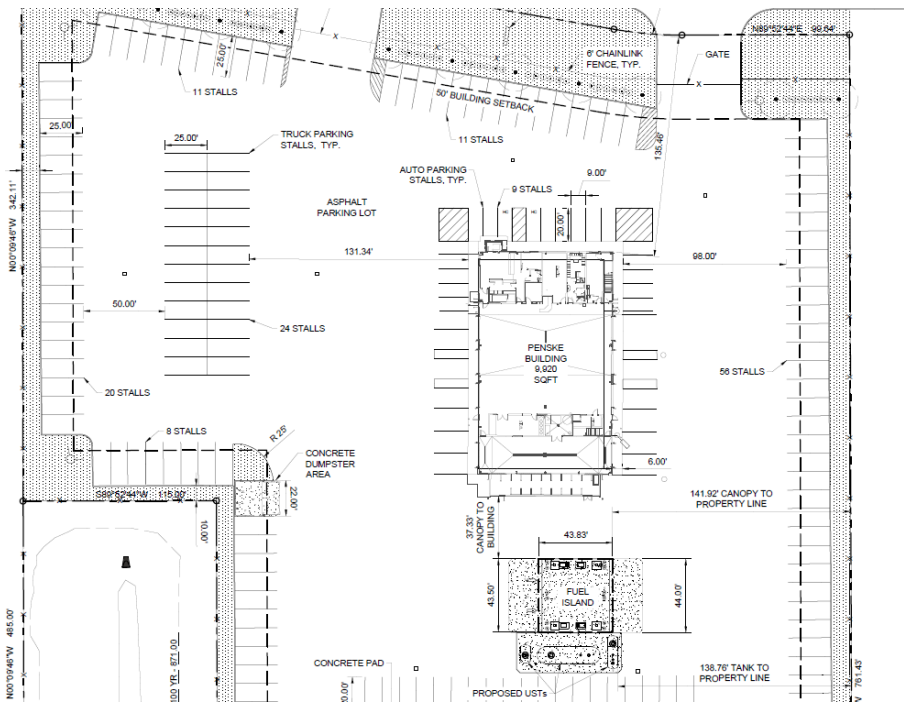 N89°52'44"E 99.64'
6' CHAINLINK
FENCE, TYP.
GATE
25.00'
11 STALLS
50' BUILDING SETBACK
11 STALLS
135.46'
25.00'
25.00'
TRUCK PARKING
STALLS, TYP.
AUTO PARKING
STALLS, TYP.
9.00'
9 STALLS
HC
HC
20.00'
ASPHALT
PARKING LOT
N00°09'46"W 342.11'
131.34'
98.00'
50.00'
24 STALLS
PENSKE
BUILDING
9,920
SQFT
56 STALLS
20 STALLS
8 STALLS
R 25'
CONCRETE
DUMPSTER
AREA
6.00'
S89°52'44"W 115.00'
22.00'
10.00'
141.92' CANOPY TO
PROPERTY LINE
37.33'
CANOPY TO
BUILDING
43.83'
43.50'
FUEL
ISLAND
44.00'
N00°09'46"W 485.00'
100 YR - 871.00
CONCRETE PAD
20.00'
138.76' TANK TO
PROPERTY LINE
PROPOSED USTs
W 761.43'